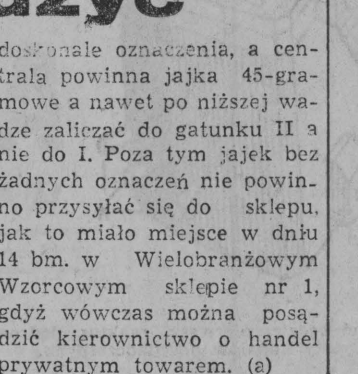 użyć
doskonale oznaczenia, a cen-
trala powinna jajka 45-gra-
mowe a nawet po niższej wa-
dze zaliczać do gatunku II a
nie do I. Poza tym jajek bez
żadnych oznaczeń nie powin-
no przysyłać się do sklepu,
jak to miało miejsce w dniu
14 bm. w Wielobranżowym
Wzorcowym sklepie nr 1,
gdyż wówczas można posą-
dzić kierownictwo o handel
prywatnym towarem. (a)